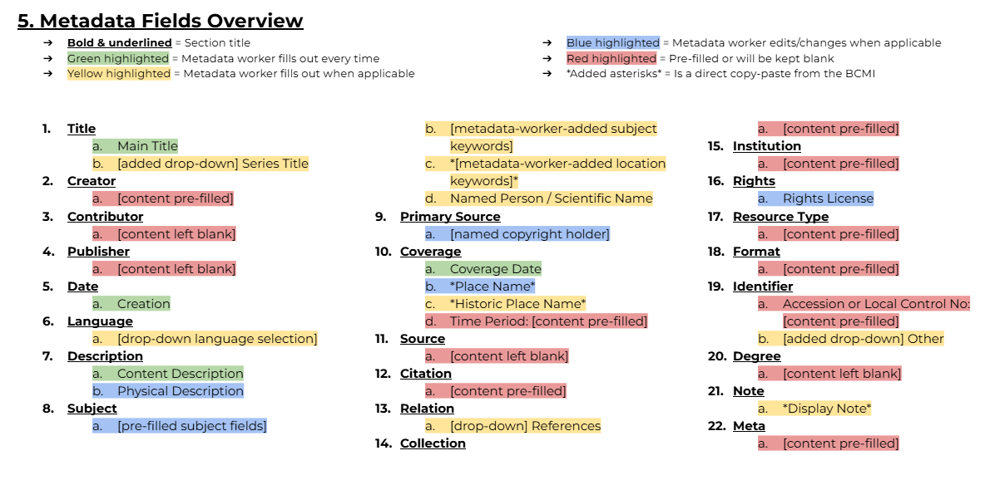 5. Metadata Fields Overview
➔ Bold & underlined = Section title
➔ Green highlighted = Metadata worker fills out every time
➔ Yellow highlighted = Metadata worker fills out when applicable
➔ Blue highlighted = Metadata worker edits/changes when applicable
➔ Red highlighted = Pre-filled or will be kept blank
➔ *Added asterisks* = Is a direct copy-paste from the BCMI
1. Title
a. Main Title
b. [added drop-down] Series Title
2. Creator
a. [content pre-filled]
3. Contributor
a. [content left blank]
4. Publisher
a. [content left blank]
5. Date
a. Creation
6. Language
a. [drop-down language selection]
7. Description
a. Content Description
b. Physical Description
8. Subject
a. [pre-filled subject fields]
b. [metadata-worker-added subject
keywords]
c. *[metadata-worker-added location
keywords]*
d. Named Person / Scientific Name
9. Primary Source
a. [named copyright holder]
10. Coverage
a. Coverage Date
b. *Place Name*
c. *Historic Place Name*
d. Time Period: [content pre-filled]
11. Source
a. [content left blank]
12. Citation
a. [content pre-filled]
13. Relation
a. [drop-down] References
14. Collection
a. [content pre-filled]
15. Institution
a. [content pre-filled]
16. Rights
a. Rights License
17. Resource Type
a. [content pre-filled]
18. Format
a. [content pre-filled]
19. Identifier
a. Accession or Local Control No:
[content pre-filled]
b. [added drop-down] Other
20. Degree
a. [content left blank]
21. Note
a. *Display Note*
22. Meta
a. [content pre-filled]